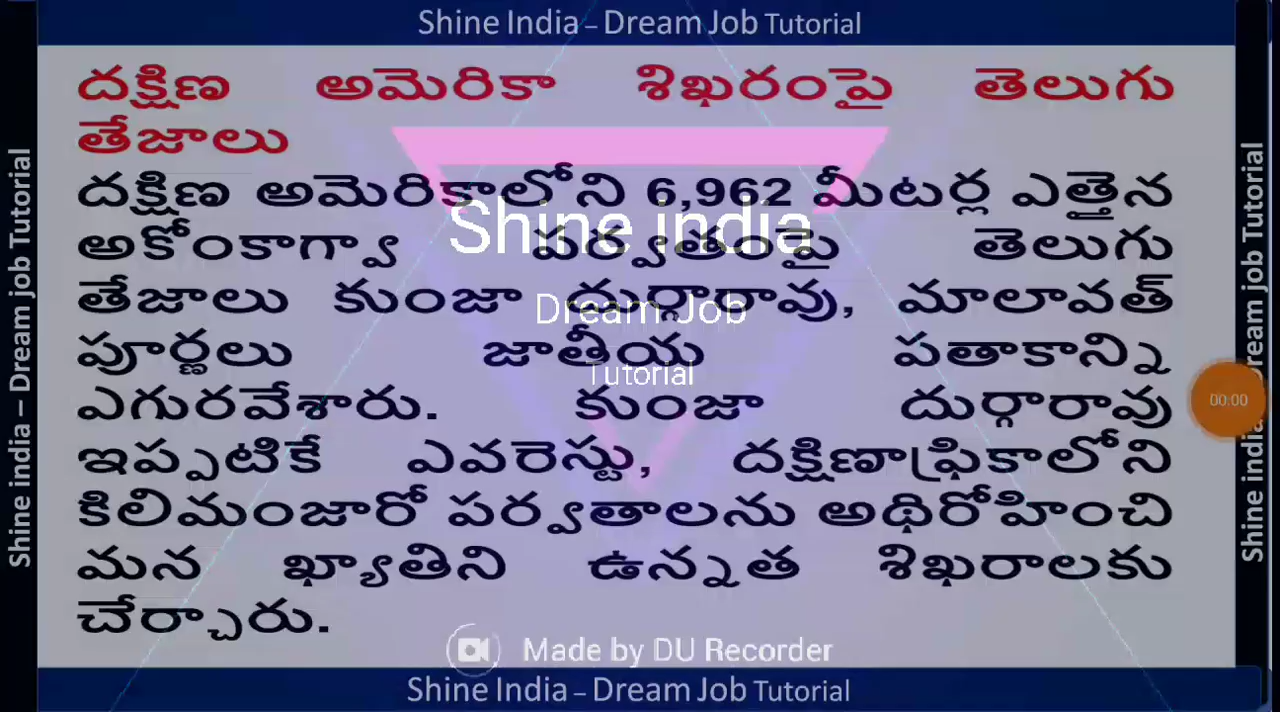 Shine India – Dream Job Tutorial
దక్షిణ అమెరికా శిఖరంపై తెలుగు
తేజాలు
దక్షిణ అమెరికాలోని 6,962 మీటర్ల ఎత్తైన
అకోంకాగ్వా పర్వతంపై తెలుగు
తేజాలు కుంజా దుర్గారావు, మాలావత్
పూర్ణలు జాతీయ పతాకాన్ని
ఎగురవేశారు. కుంజా దుర్గారావు
ఇప్పటికే ఎవరెస్టు, దక్షిణాఫ్రికాలోని
కిలిమంజారో పర్వతాలను అథిరోహించి
మన ఖ్యాతిని ఉన్నత శిఖరాలకు
చేర్చారు.
Shine india
Dream Job
Tutorial
Made by DU Recorder
Shine India – Dream Job Tutorial
Shine india – Dream job Tutorial
Shine india Dream job Tutorial
00:00